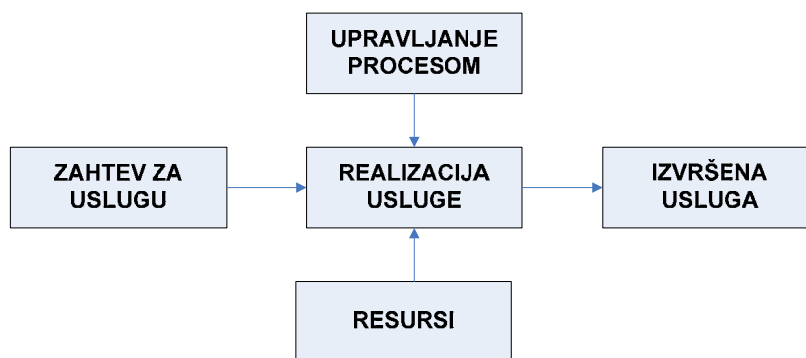 UPRAVLJANJE
PROCESOM
ZAHTEV ZA
USLUGU
REALIZACIJA
USLUGE
IZVRŠENA
USLUGA
RESURSI